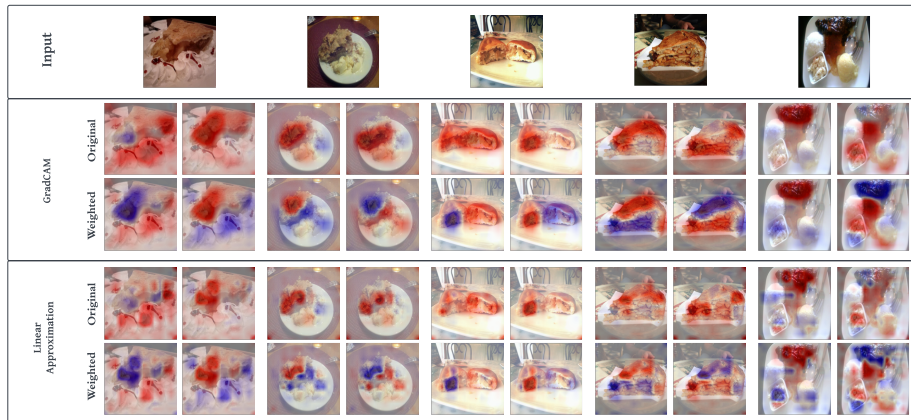 Input
GradCAM
Original
Weighted
Linear
Approximation
Original
Weighted